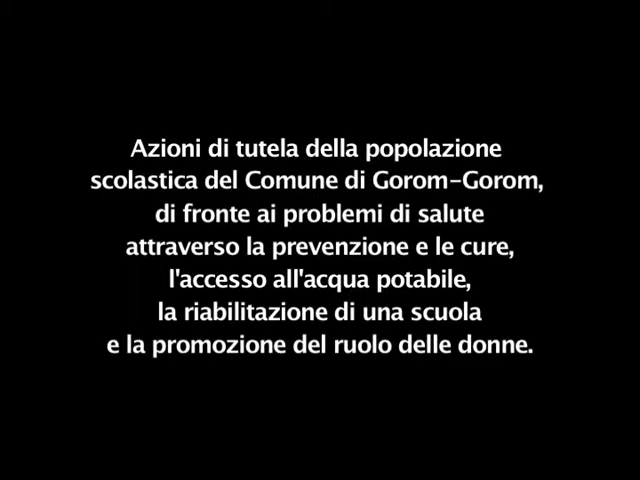 Azioni di tutela della popolazione
scolastica del Comune di Gorom-Gorom,
di fronte ai problemi di salute
attraverso la prevenzione e le cure,
l'accesso all'acqua potabile,
la riabilitazione di una scuola
e la promozione del ruolo delle donne.